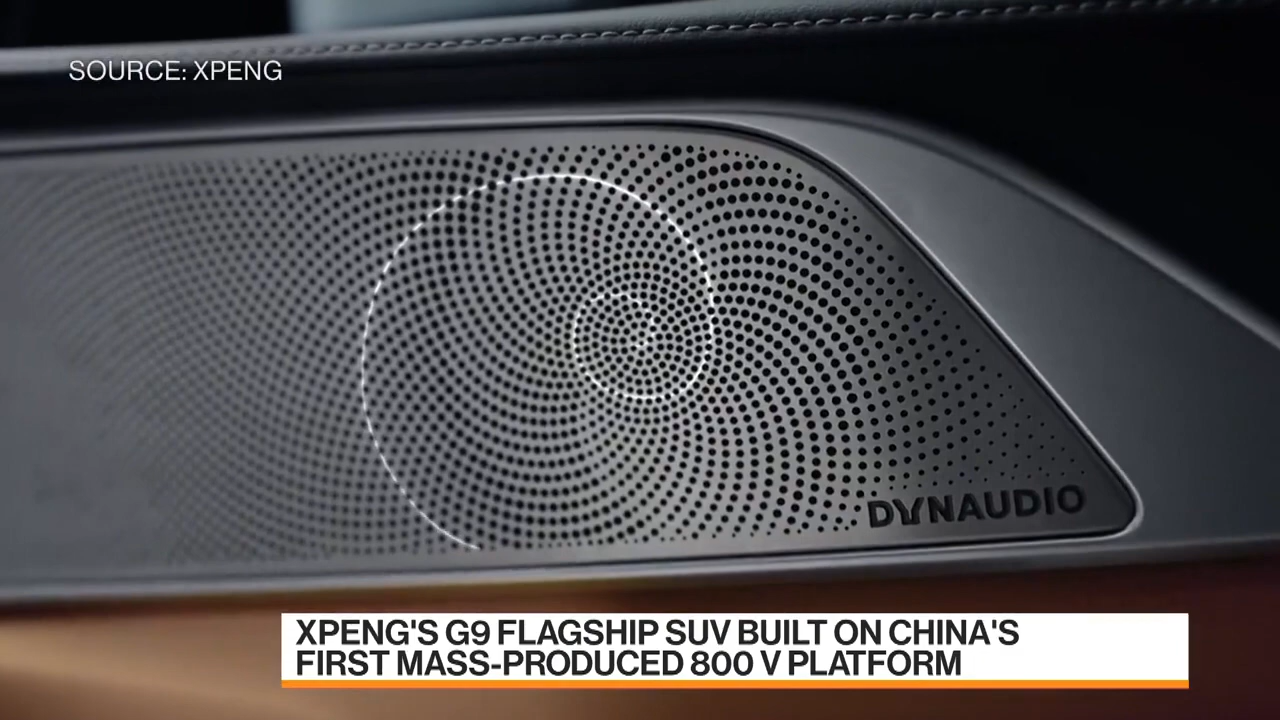 SOURCE: XPENG
DYNAUDIO
XPENG'S G9 FLAGSHIP SUV BUILT ON CHINA'S
FIRST MASS-PRODUCED 800 V PLATFORM